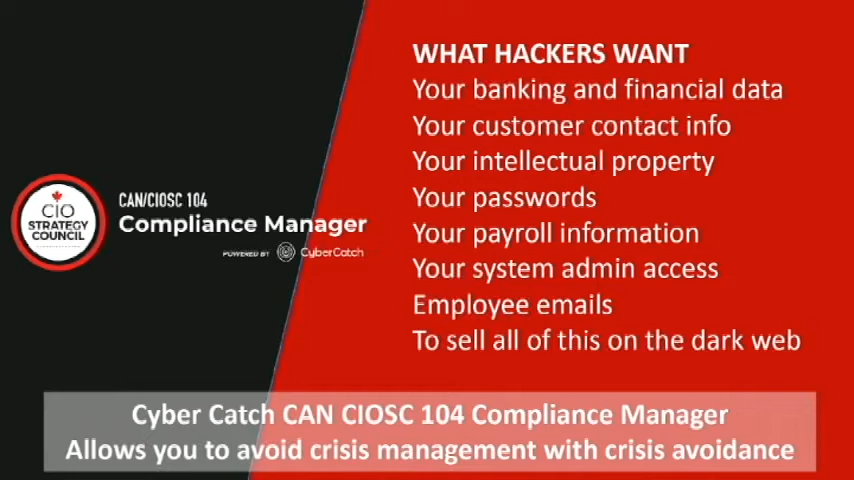 WHAT HACKERS WANT
Your banking and financial data
Your customer contact info
Your intellectual property
Your passwords
Your payroll information
Your system admin access
Employee emails
To sell all of this on the dark web
CIO
STRATEGY
COUNCIL
CAN/CIOSC 104
Compliance Manager
POWERED BY CyberCatch
Cyber Catch CAN CIOSC 104 Compliance Manager
Allows you to avoid crisis management with crisis avoidance